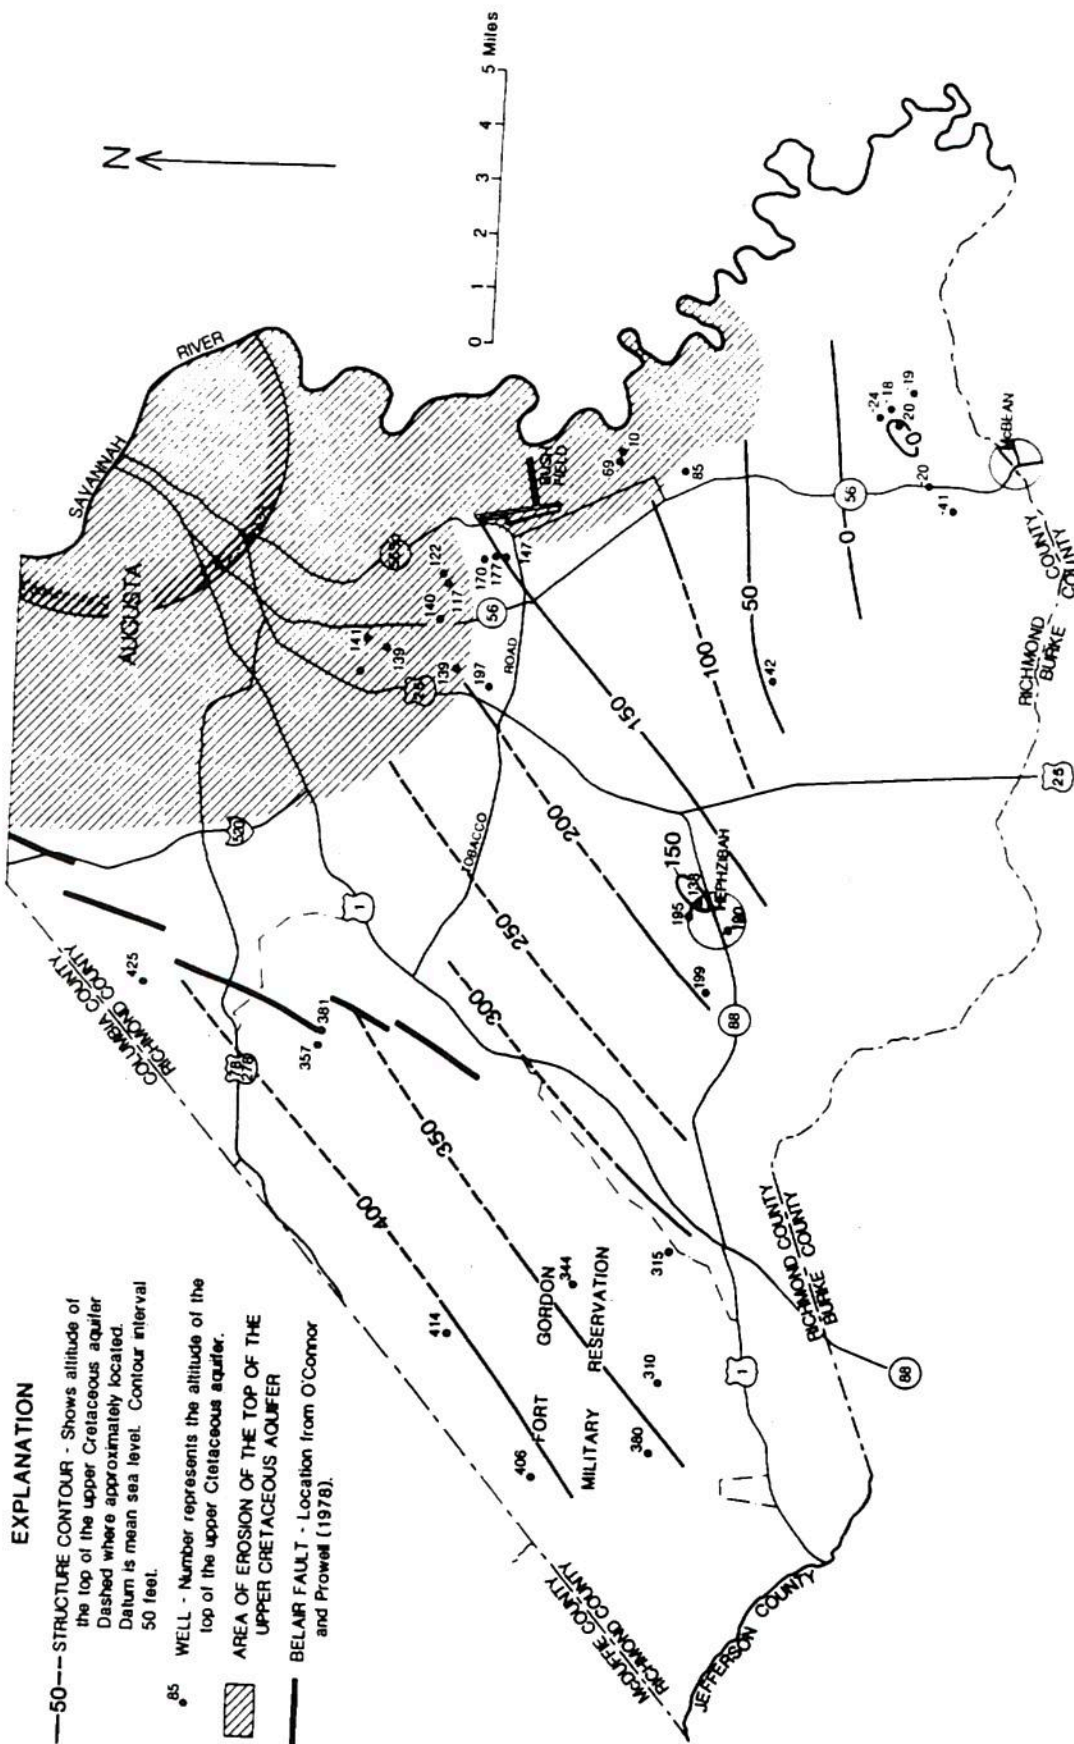 EXPLANATION
—50—— STRUCTURE CONTOUR - Shows altitude of
the top of the upper Cretaceous aquifer
Dashed where approximately located.
Datum is mean sea level. Contour interval
50 feet.
85
WELL - Number represents the altitude of the
top of the upper Cretaceous aquifer.
AREA OF EROSION OF THE TOP OF THE
UPPER CRETACEOUS AQUIFER
BELAIR FAULT - Location from O'Connor
and Prowell (1978).
N
0 1 2 3 4 5 Miles
SAVANNAH
RIVER
AUGUSTA
COLUMBIA COUNTY
RICHMOND COUNTY
425
520
78
278
1
357
381
400
350
300
250
200
150
100
50
0
141
139
140
122
117
139
197
170
177
147
56
25
TOBACCO
ROAD
BUSH
FIELD
69
10
85
42
56
-24
-18
-19
-20
0
-20
-41
McBEAN
414
406
344
315
310
380
FORT
GORDON
MILITARY
RESERVATION
195
138
150
HEPHZIBAH
180
199
88
25
1
88
RICHMOND COUNTY
BURKE COUNTY
RICHMOND COUNTY
BURKE COUNTY
McDUFFIE COUNTY
RICHMOND COUNTY
JEFFERSON COUNTY